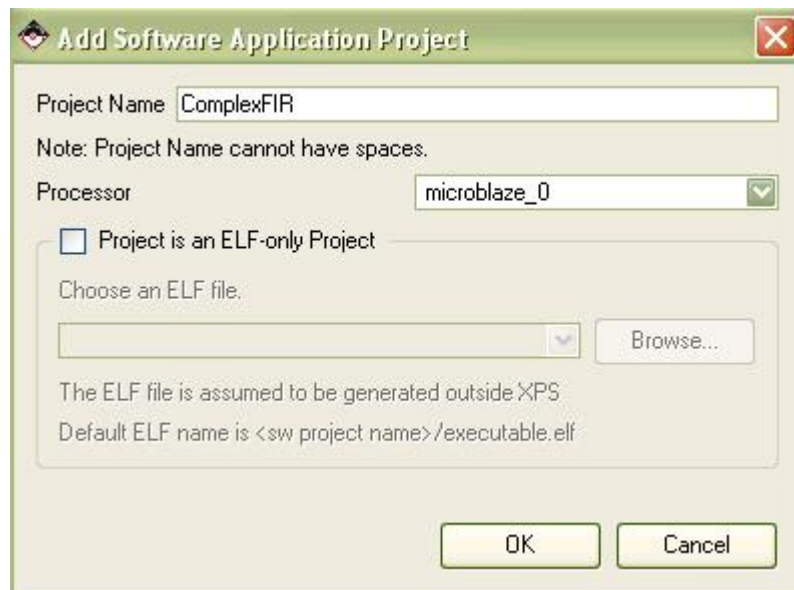 Add Software Application Project
Project Name ComplexFIR
Note: Project Name cannot have spaces.
Processor microblaze_0
Project is an ELF-only Project
Choose an ELF file.
Browse...
The ELF file is assumed to be generated outside XPS
Default ELF name is <sw project name>/executable.elf
OK Cancel